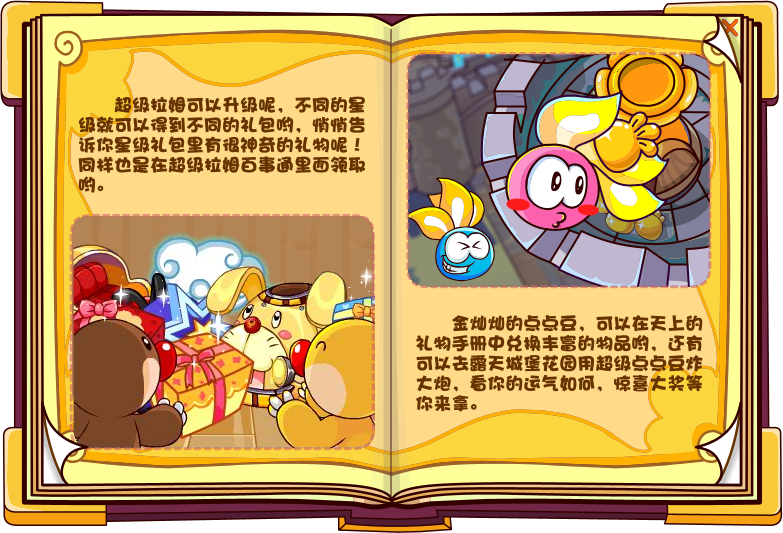 超级拉姆可以升级呢，不同的星
级就可以得到不同的礼包哟，悄悄告
诉你星级礼包里有很神奇的礼物呢！
同样也是在超级拉姆百事通里面领取
哟。
金灿灿的点点豆，可以在天上的
礼物手册中兑换丰富的物品哟，还有
可以去露天城堡花园用超级点点豆炸
大炮，看你的运气如何，惊喜大奖等
你来拿。